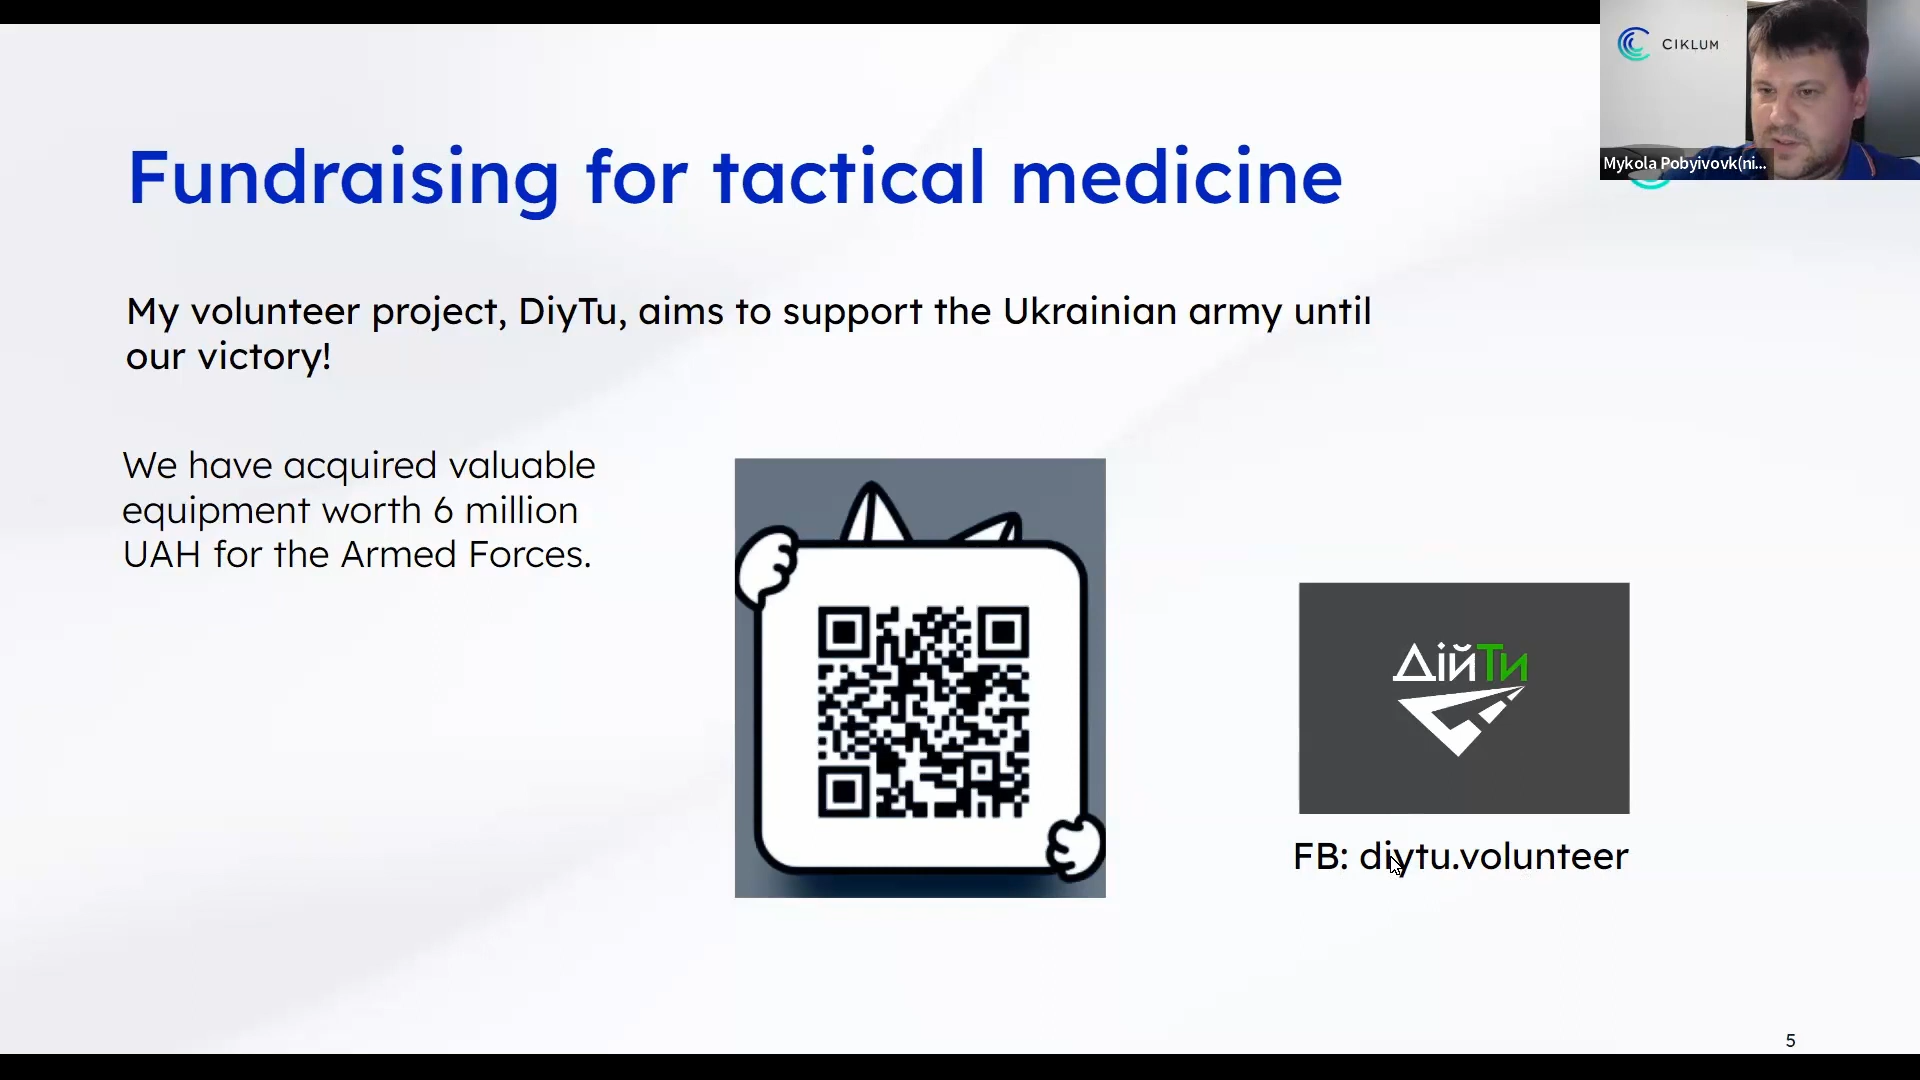 CIKLUM
Mykola Pobyivovk(ni...
Fundraising for tactical medicine
My volunteer project, DiyTu, aims to support the Ukrainian army until
our victory!
We have acquired valuable
equipment worth 6 million
UAH for the Armed Forces.
ДійТи
FB: diytu.volunteer
5